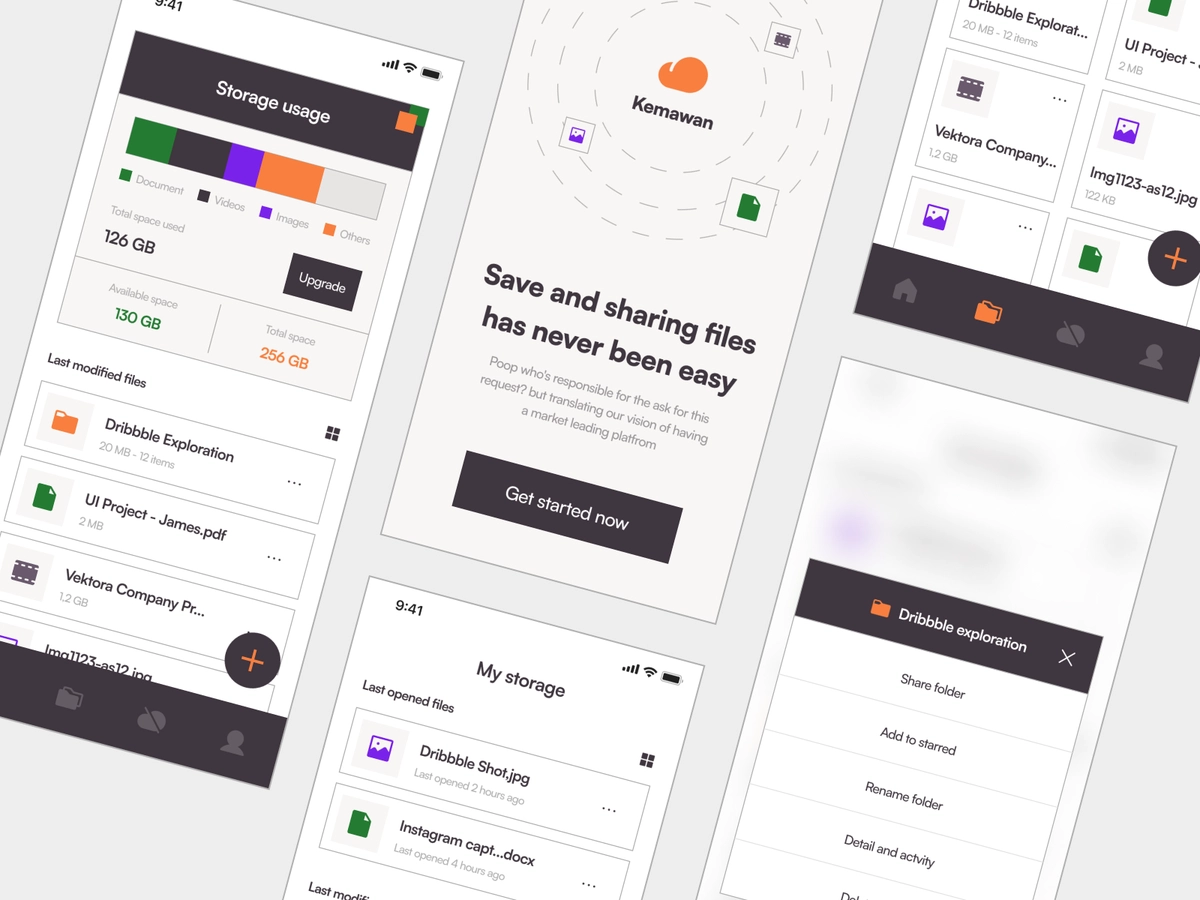 9:41
Storage usage
Document
Videos
Images
Others
Total space used
126 GB
Upgrade
Available space
130 GB
Total space
256 GB
Last modified files
Dribbble Exploration
20 MB - 12 items
UI Project - James.pdf
2 MB
Vektora Company Pr...
1.2 GB
Img1123-as12.jpg
Kemawan
Save and sharing files
has never been easy
Poop who's responsible for the ask for this
request? but translating our vision of having
a market leading platfrom
Get started now
9:41
My storage
Last opened files
Dribbble Shot.jpg
Last opened 2 hours ago
Instagram capt...docx
Last opened 4 hours ago
Last modifi
Dribbble Explorat...
20 MB - 12 items
UI Project -
2 MB
Vektora Company...
1.2 GB
Img1123-as12.jpg
122 KB
Dribbble exploration
Share folder
Add to starred
Rename folder
Detail and actvity